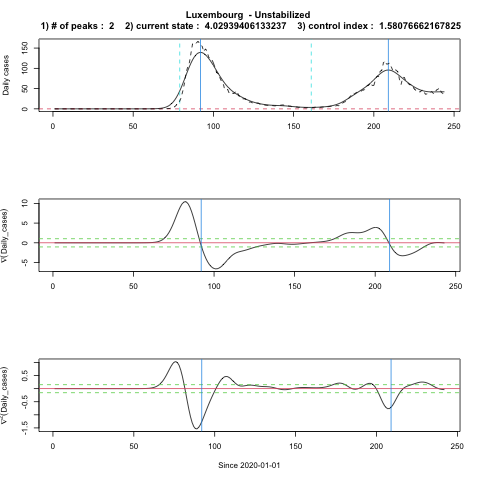 Luxembourg - Unstabilized
1) # of peaks : 2 2) current state : 4.02939406133237 3) control index : 1.58076662167825
Daily cases
150
100
50
0
0 50 100 150 200 250
∇(Daily_cases)
10
5
0
-5
0 50 100 150 200 250
∇²(Daily_cases)
0.5
-0.5
-1.5
0 50 100 150 200 250
Since 2020-01-01